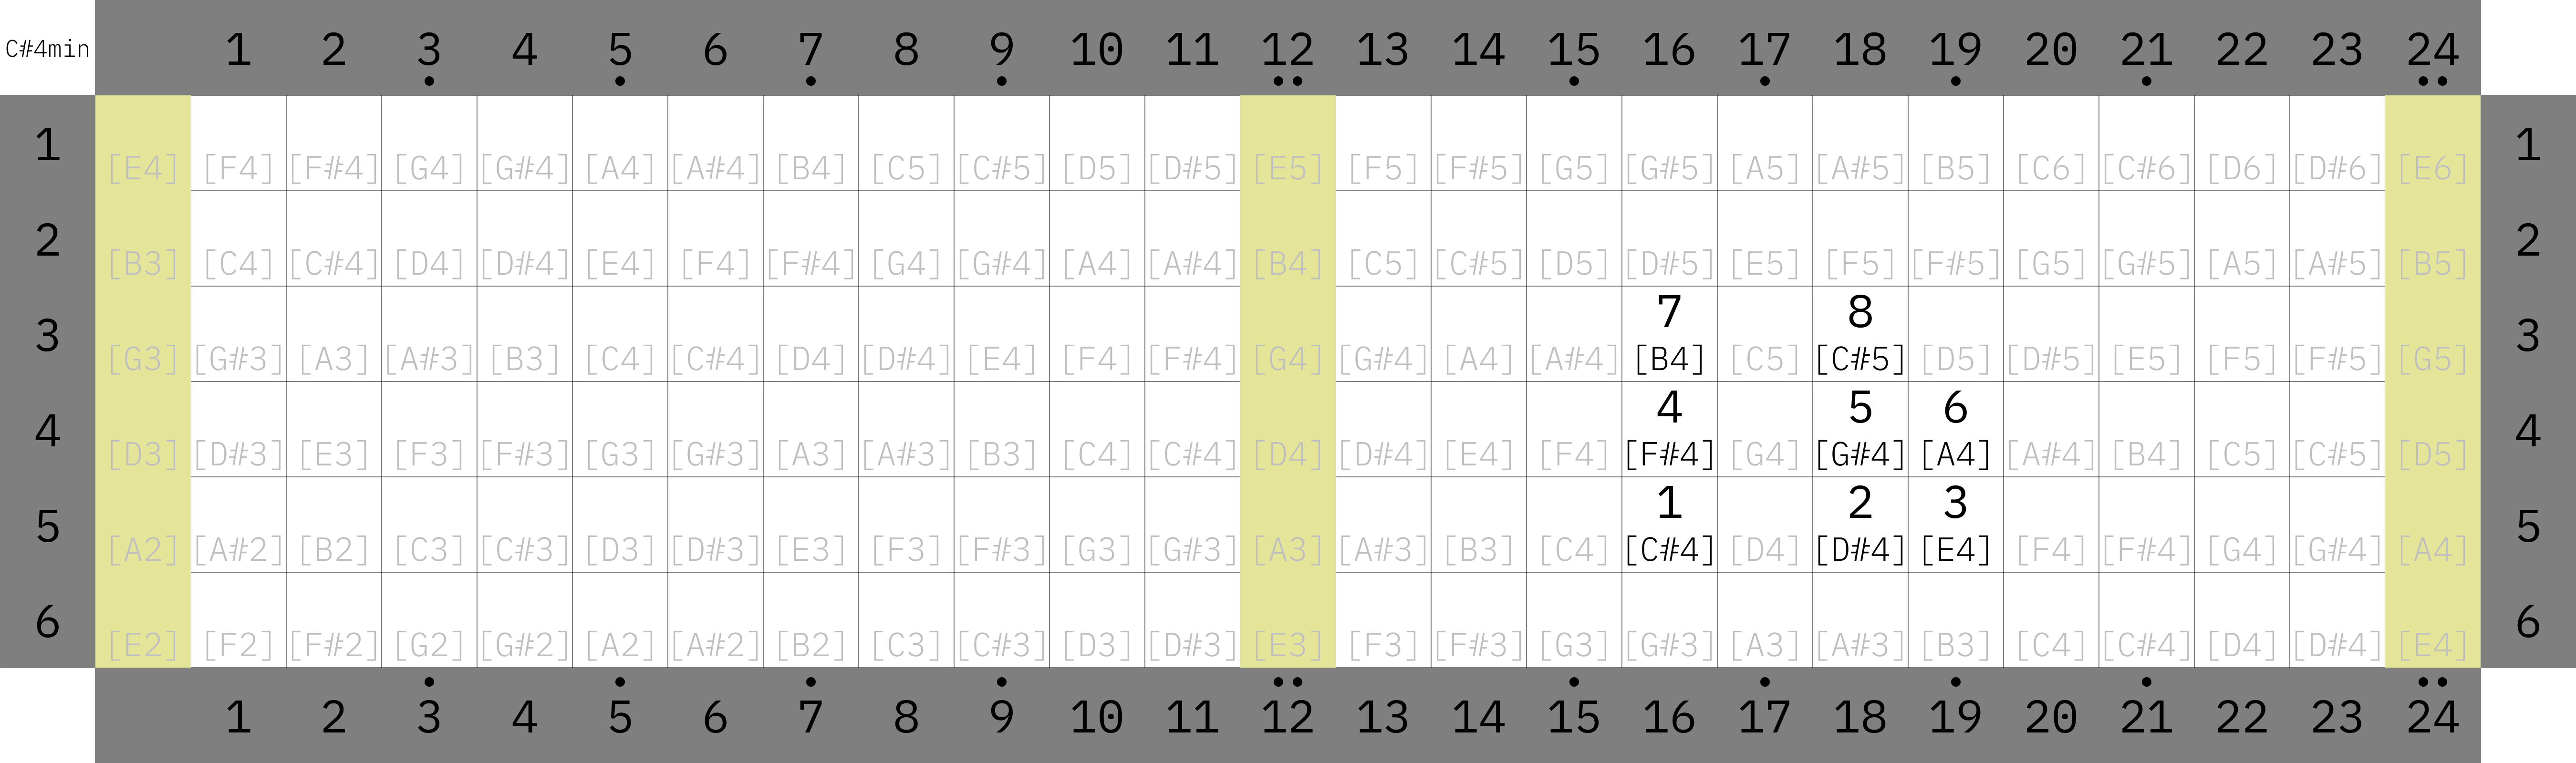 C#4min 1 2 3 4 5 6 7 8 9 10 11 12 13 14 15 16 17 18 19 20 21 22 23 24
1 [E4] [F4] [F#4] [G4] [G#4] [A4] [A#4] [B4] [C5] [C#5] [D5] [D#5] [E5] [F5] [F#5] [G5] [G#5] [A5] [A#5] [B5] [C6] [C#6] [D6] [D#6] [E6] 1
2 [B3] [C4] [C#4] [D4] [D#4] [E4] [F4] [F#4] [G4] [G#4] [A4] [A#4] [B4] [C5] [C#5] [D5] [D#5] [E5] [F5] [F#5] [G5] [G#5] [A5] [A#5] [B5] 2
7 8
3 [G3] [G#3] [A3] [A#3] [B3] [C4] [C#4] [D4] [D#4] [E4] [F4] [F#4] [G4] [G#4] [A4] [A#4] [B4] [C5] [C#5] [D5] [D#5] [E5] [F5] [F#5] [G5] 3
4 5 6
4 [D3] [D#3] [E3] [F3] [F#3] [G3] [G#3] [A3] [A#3] [B3] [C4] [C#4] [D4] [D#4] [E4] [F4] [F#4] [G4] [G#4] [A4] [A#4] [B4] [C5] [C#5] [D5] 4
1 2 3
5 [A2] [A#2] [B2] [C3] [C#3] [D3] [D#3] [E3] [F3] [F#3] [G3] [G#3] [A3] [A#3] [B3] [C4] [C#4] [D4] [D#4] [E4] [F4] [F#4] [G4] [G#4] [A4] 5
6 [E2] [F2] [F#2] [G2] [G#2] [A2] [A#2] [B2] [C3] [C#3] [D3] [D#3] [E3] [F3] [F#3] [G3] [G#3] [A3] [A#3] [B3] [C4] [C#4] [D4] [D#4] [E4] 6
1 2 3 4 5 6 7 8 9 10 11 12 13 14 15 16 17 18 19 20 21 22 23 24